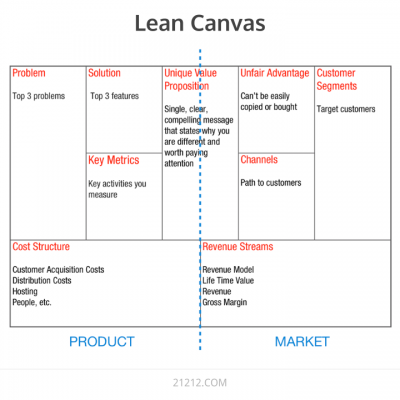 Lean Canvas
Problem
Top 3 problems
Solution
Top 3 features
Key Metrics
Key activities you
measure
Unique Value
Proposition
Single, clear,
compelling message
that states why you
are different and
worth paying
attention
Unfair Advantage
Can't be easily
copied or bought
Channels
Path to customers
Customer
Segments
Target customers
Cost Structure
Customer Acquisition Costs
Distribution Costs
Hosting
People, etc.
Revenue Streams
Revenue Model
Life Time Value
Revenue
Gross Margin
PRODUCT
MARKET
21212.COM